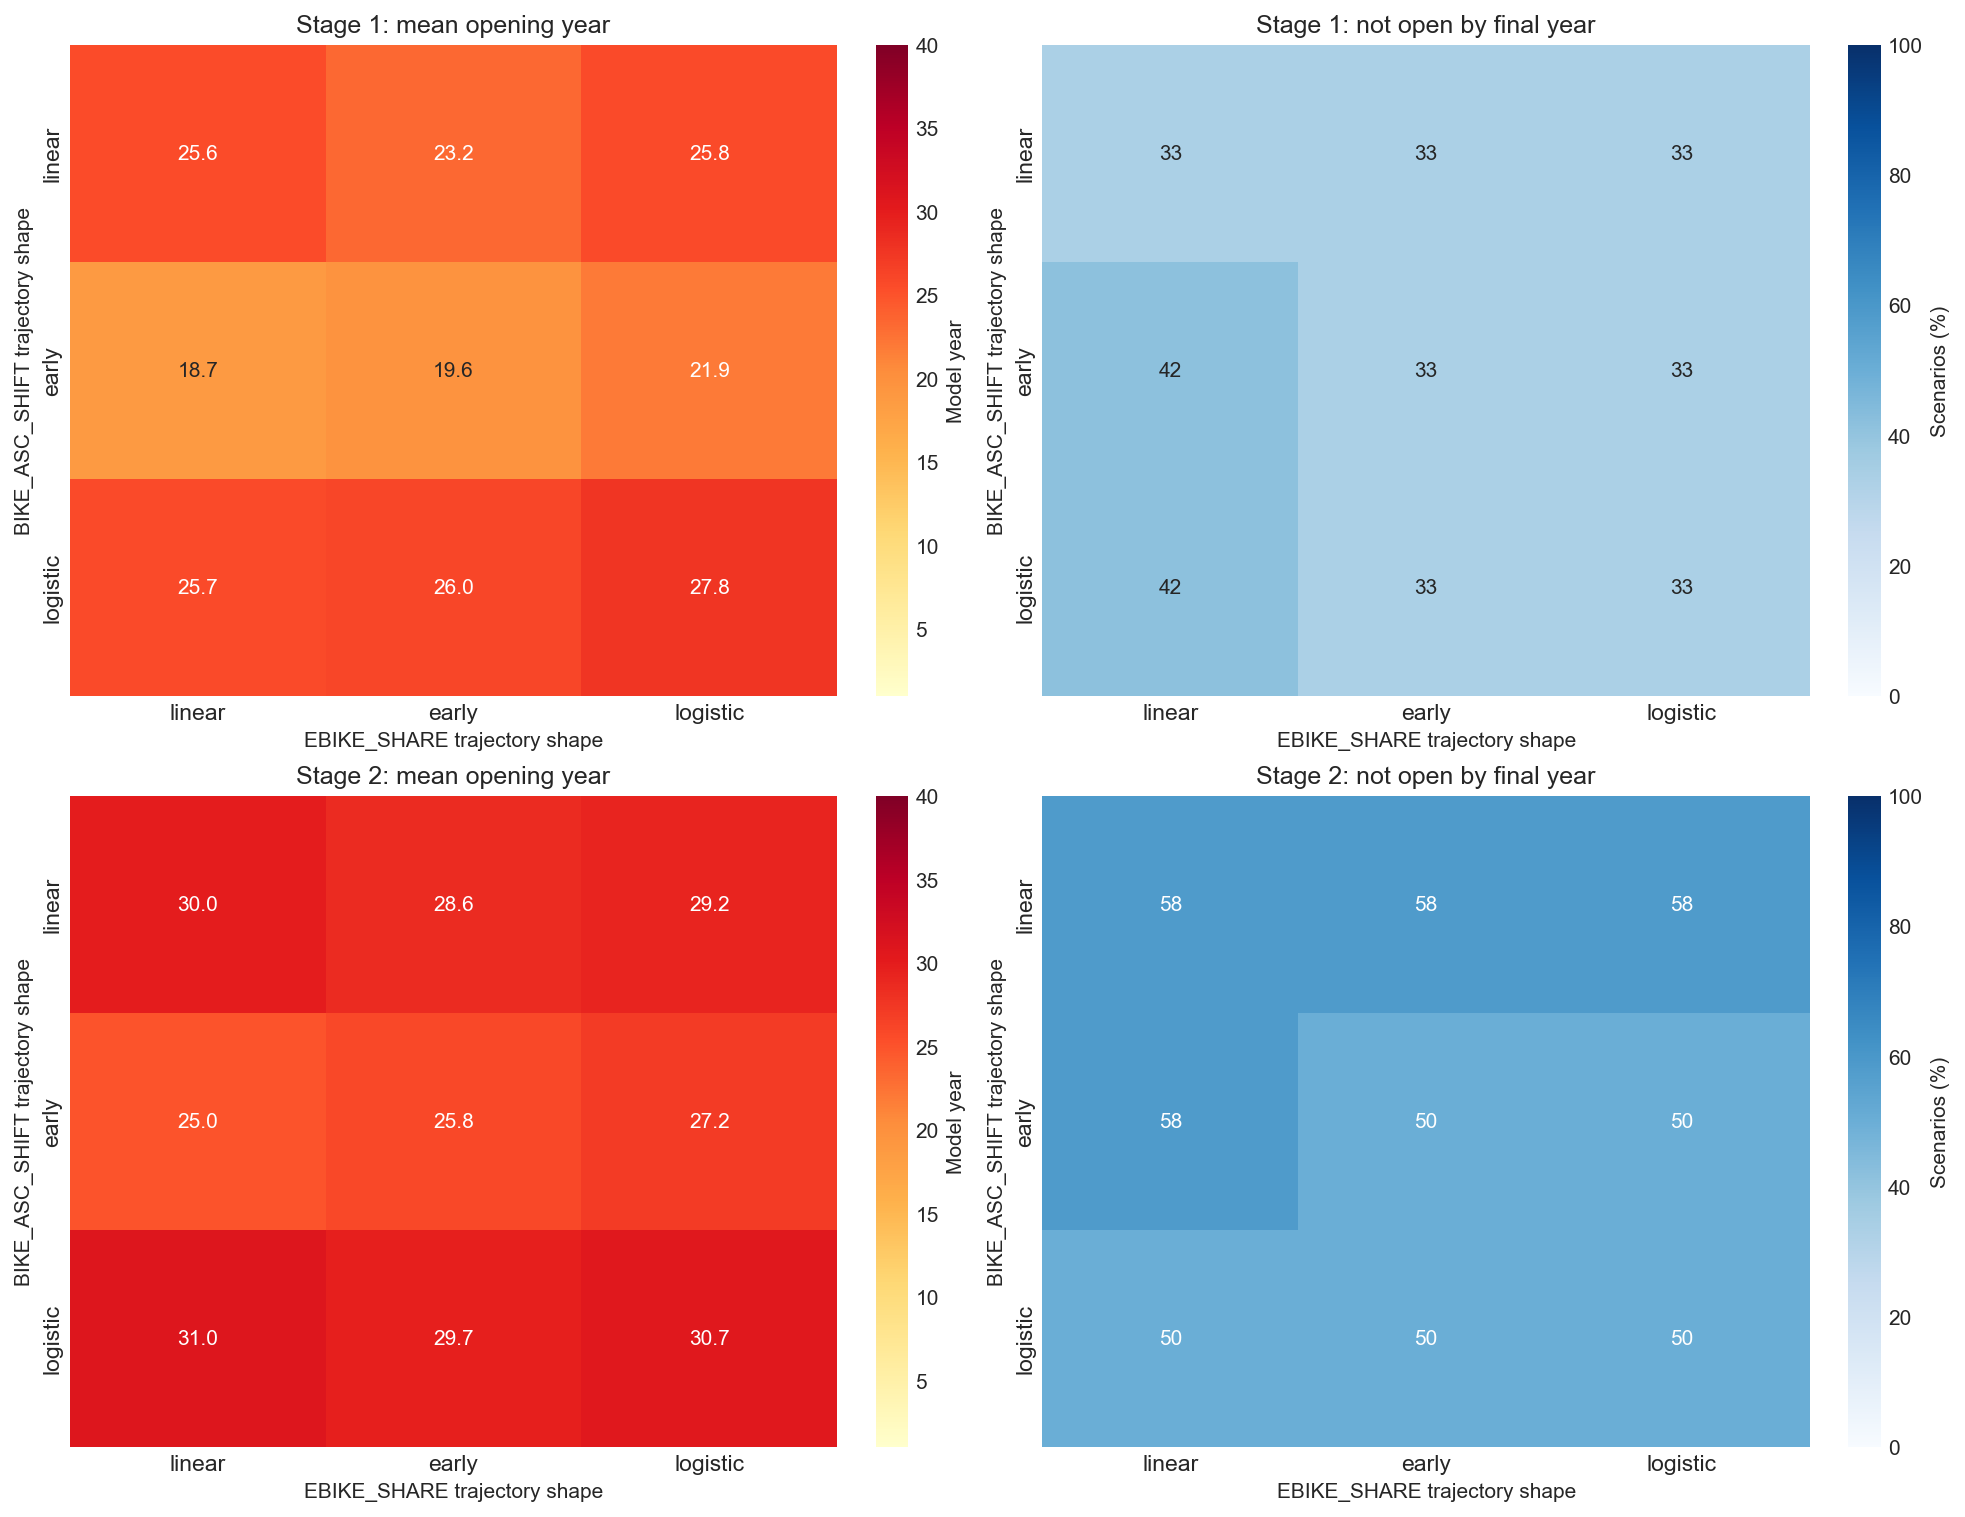 Stage 1: mean opening year
BIKE_ASC_SHIFT trajectory shape
linear
early
logistic
25.6 23.2 25.8
18.7 19.6 21.9
25.7 26.0 27.8
linear early logistic
EBIKE_SHARE trajectory shape
40
35
30
25
20
15
10
5
Model year
Stage 1: not open by final year
BIKE_ASC_SHIFT trajectory shape
linear
early
logistic
33 33 33
42 33 33
42 33 33
linear early logistic
EBIKE_SHARE trajectory shape
100
80
60
40
20
0
Scenarios (%)
Stage 2: mean opening year
BIKE_ASC_SHIFT trajectory shape
linear
early
logistic
30.0 28.6 29.2
25.0 25.8 27.2
31.0 29.7 30.7
linear early logistic
EBIKE_SHARE trajectory shape
40
35
30
25
20
15
10
5
Model year
Stage 2: not open by final year
BIKE_ASC_SHIFT trajectory shape
linear
early
logistic
58 58 58
58 50 50
50 50 50
linear early logistic
EBIKE_SHARE trajectory shape
100
80
60
40
20
0
Scenarios (%)